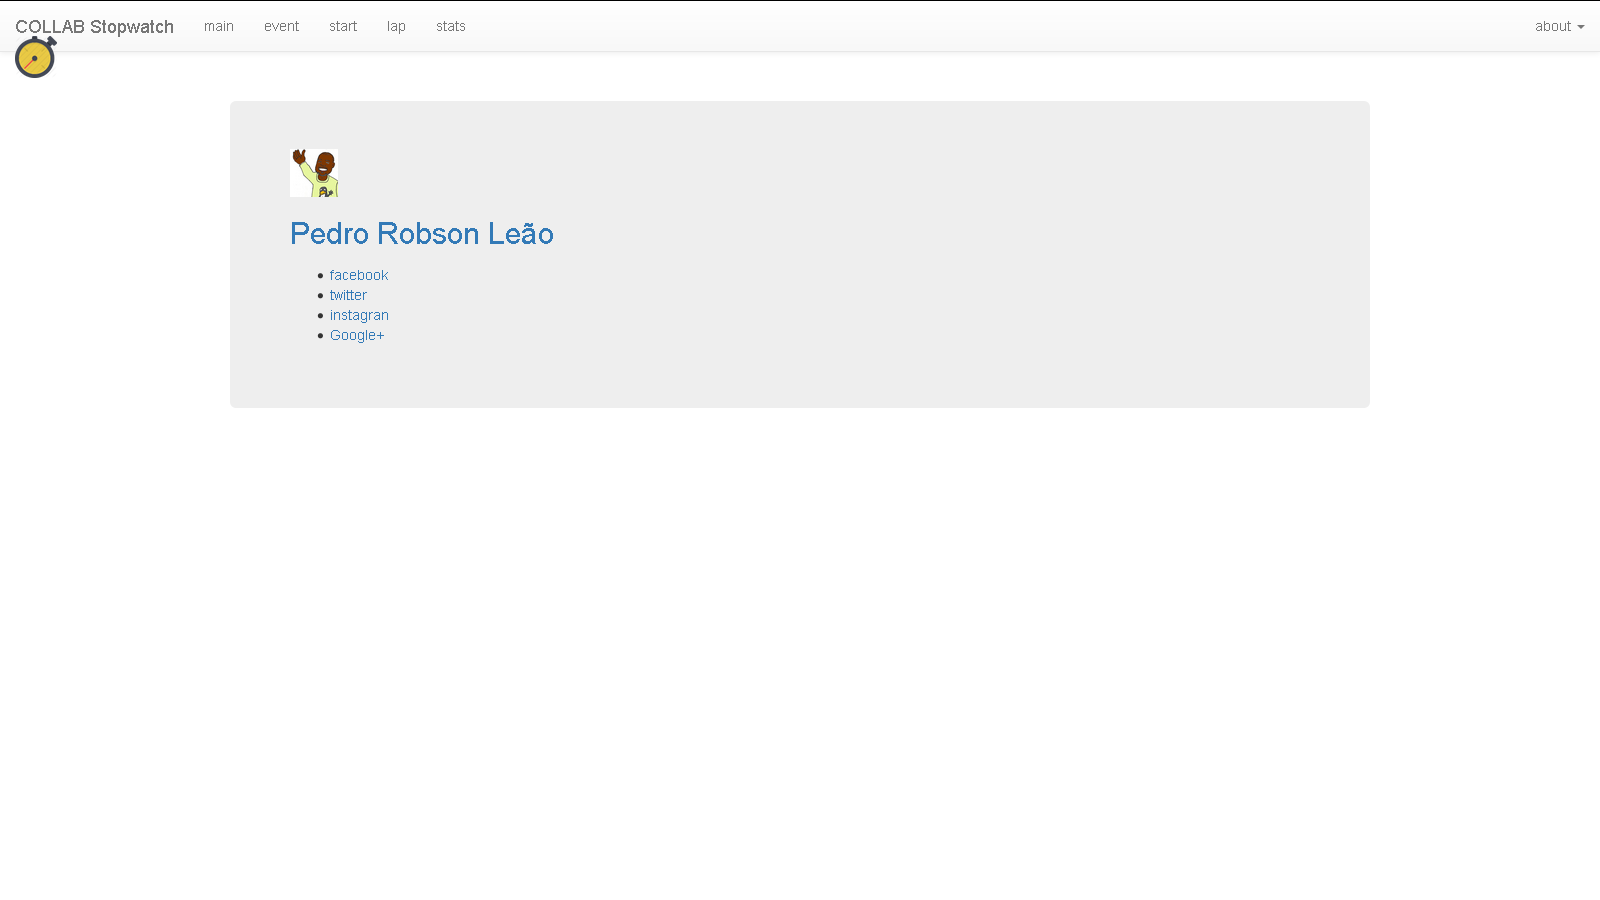 COLLAB Stopwatch main event start lap stats about
Pedro Robson Leão
facebook
twitter
instagran
Google+